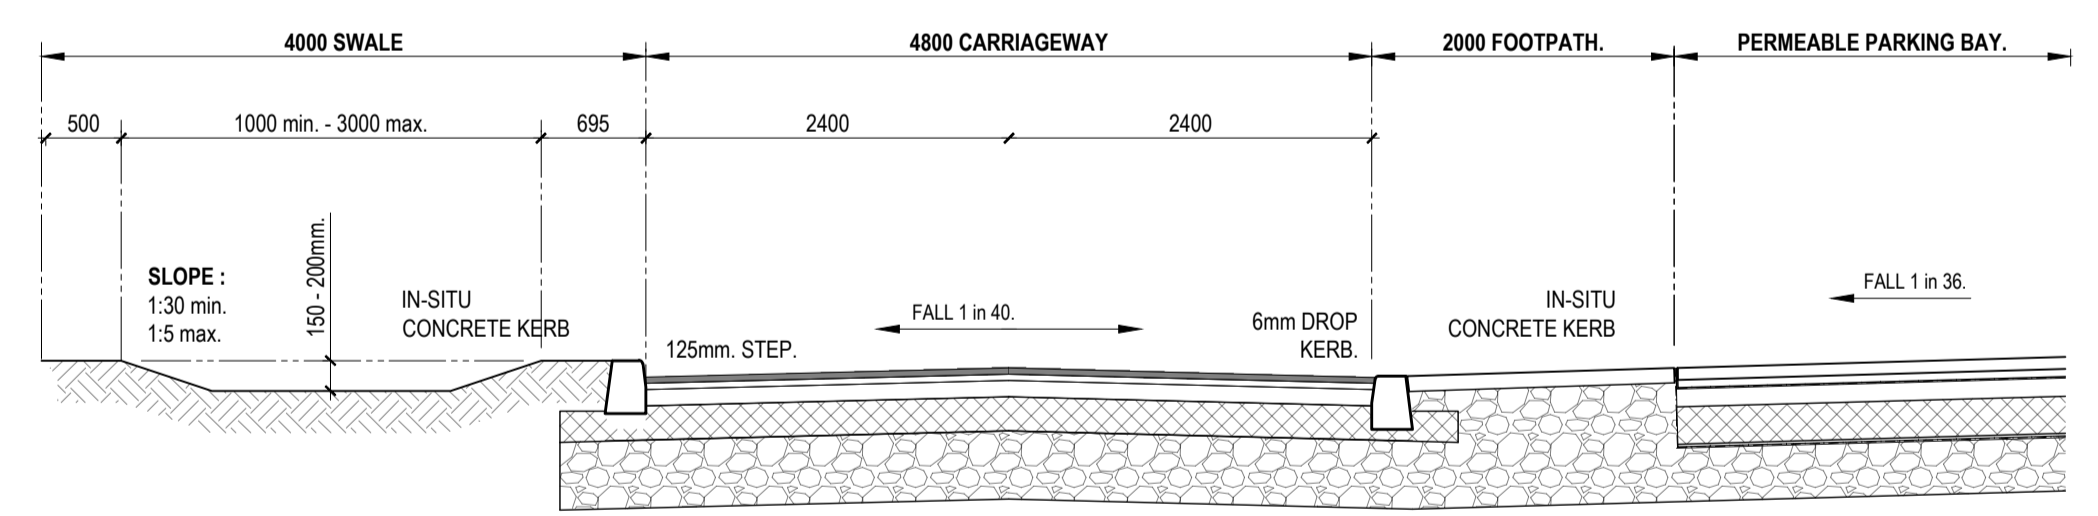 4000 SWALE
4800 CARRIAGEWAY
2000 FOOTPATH.
PERMEABLE PARKING BAY.
500
1000 min. - 3000 max.
695
2400
2400
SLOPE :
1:30 min.
1:5 max.
150 - 200mm.
IN-SITU
CONCRETE KERB
125mm. STEP.
FALL 1 in 40.
6mm DROP
KERB.
IN-SITU
CONCRETE KERB
FALL 1 in 36.